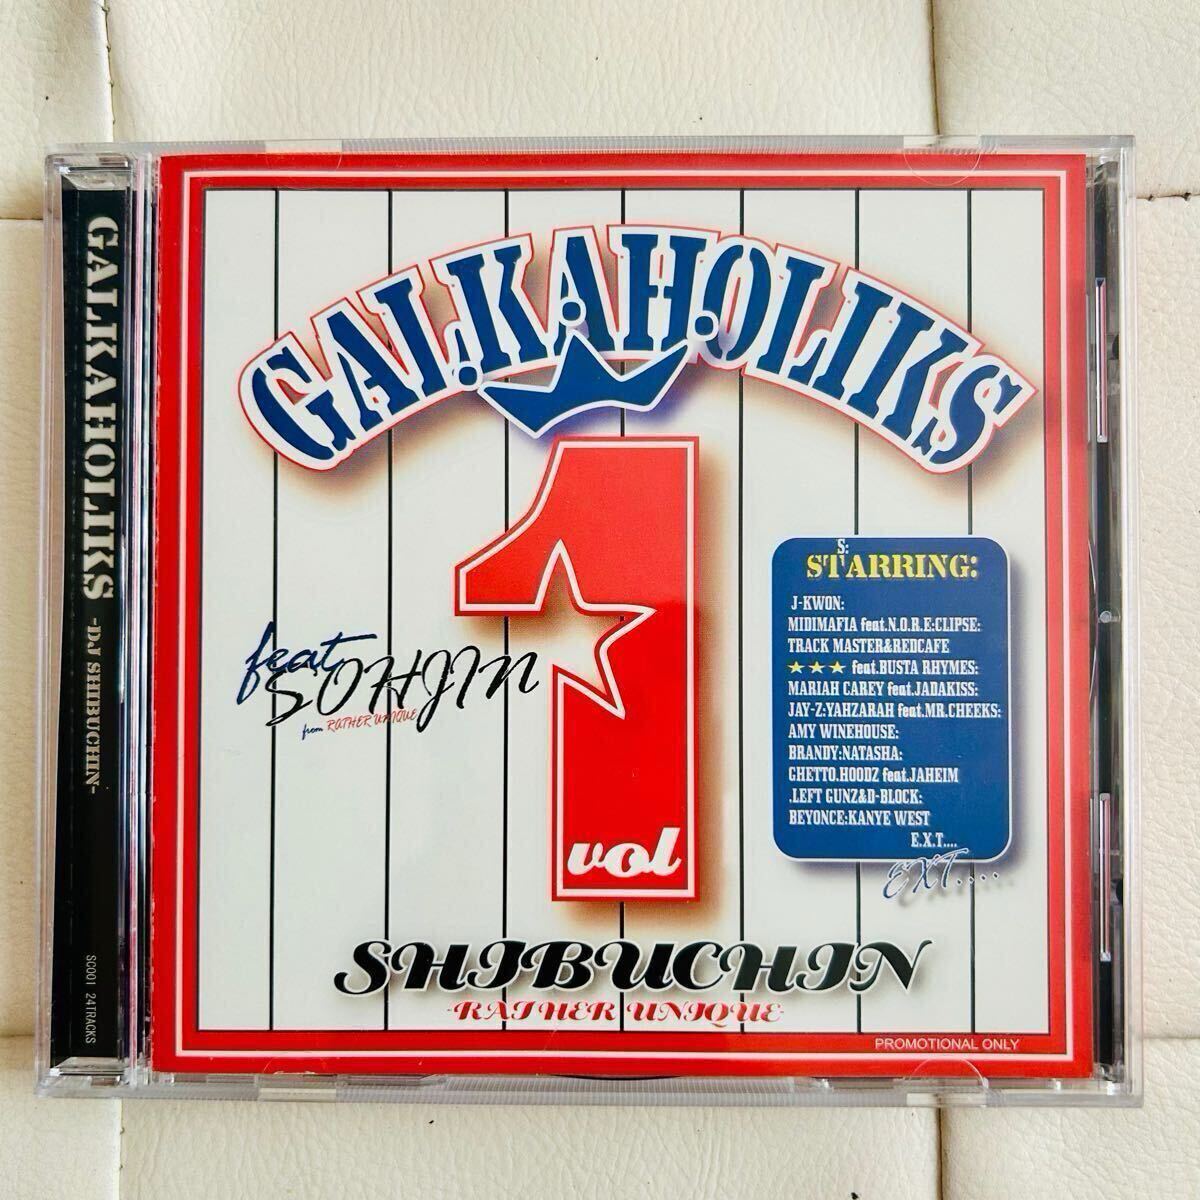 GALKAHOLIKS -DJ SHIBUCHIN-
SC001 24TRACKS
GALKAHOLIKS
1
vol
feat
SOHJIN
from RATHER UNIQUE
S:
STARRING:
J-KWON:
MIDIMAFIA feat.N.O.R.E:CLIPSE:
TRACK MASTER&REDCAFE
★★★ feat.BUSTA RHYMES:
MARIAH CAREY feat.JADAKISS:
JAY-Z:YAHZARAH feat.MR.CHEEKS:
AMY WINEHOUSE:
BRANDY:NATASHA:
GHETTO.HOODZ feat.JAHEIM
.LEFT GUNZ&D-BLOCK:
BEYONCE:KANYE WEST
E.X.T....
EXT....
SHIBUCHIN
-RATHER UNIQUE-
PROMOTIONAL ONLY